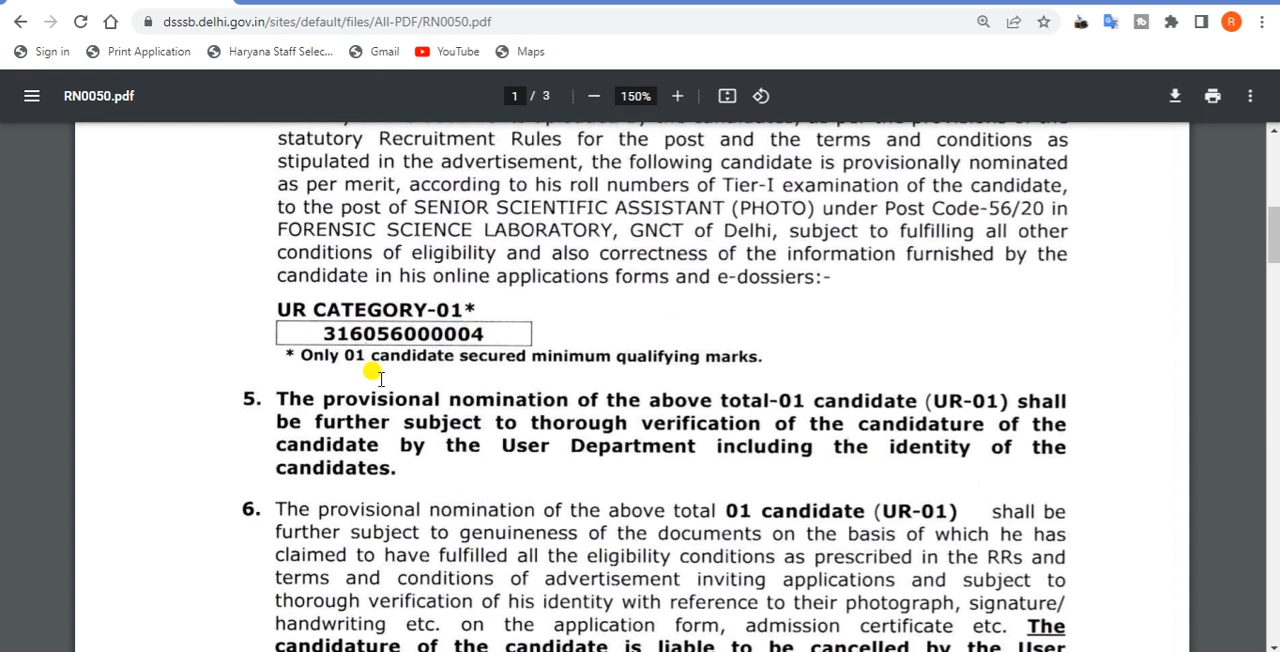 dsssb.delhi.gov.in/sites/default/files/All-PDF/RN0050.pdf
R
Sign in Print Application Haryana Staff Selec... Gmail YouTube Maps
RN0050.pdf 1 / 3 150%
statutory Recruitment Rules for the post and the terms and conditions as
stipulated in the advertisement, the following candidate is provisionally nominated
as per merit, according to his roll numbers of Tier-I examination of the candidate,
to the post of SENIOR SCIENTIFIC ASSISTANT (PHOTO) under Post Code-56/20 in
FORENSIC SCIENCE LABORATORY, GNCT of Delhi, subject to fulfilling all other
conditions of eligibility and also correctness of the information furnished by the
candidate in his online applications forms and e-dossiers:-
UR CATEGORY-01*
316056000004
* Only 01 candidate secured minimum qualifying marks.
5. The provisional nomination of the above total-01 candidate (UR-01) shall
be further subject to thorough verification of the candidature of the
candidate by the User Department including the identity of the
candidates.
6. The provisional nomination of the above total 01 candidate (UR-01) shall be
further subject to genuineness of the documents on the basis of which he has
claimed to have fulfilled all the eligibility conditions as prescribed in the RRs and
terms and conditions of advertisement inviting applications and subject to
thorough verification of his identity with reference to their photograph, signature/
handwriting etc. on the application form, admission certificate etc. The
candidature of the candidate is liable to be cancelled by the User